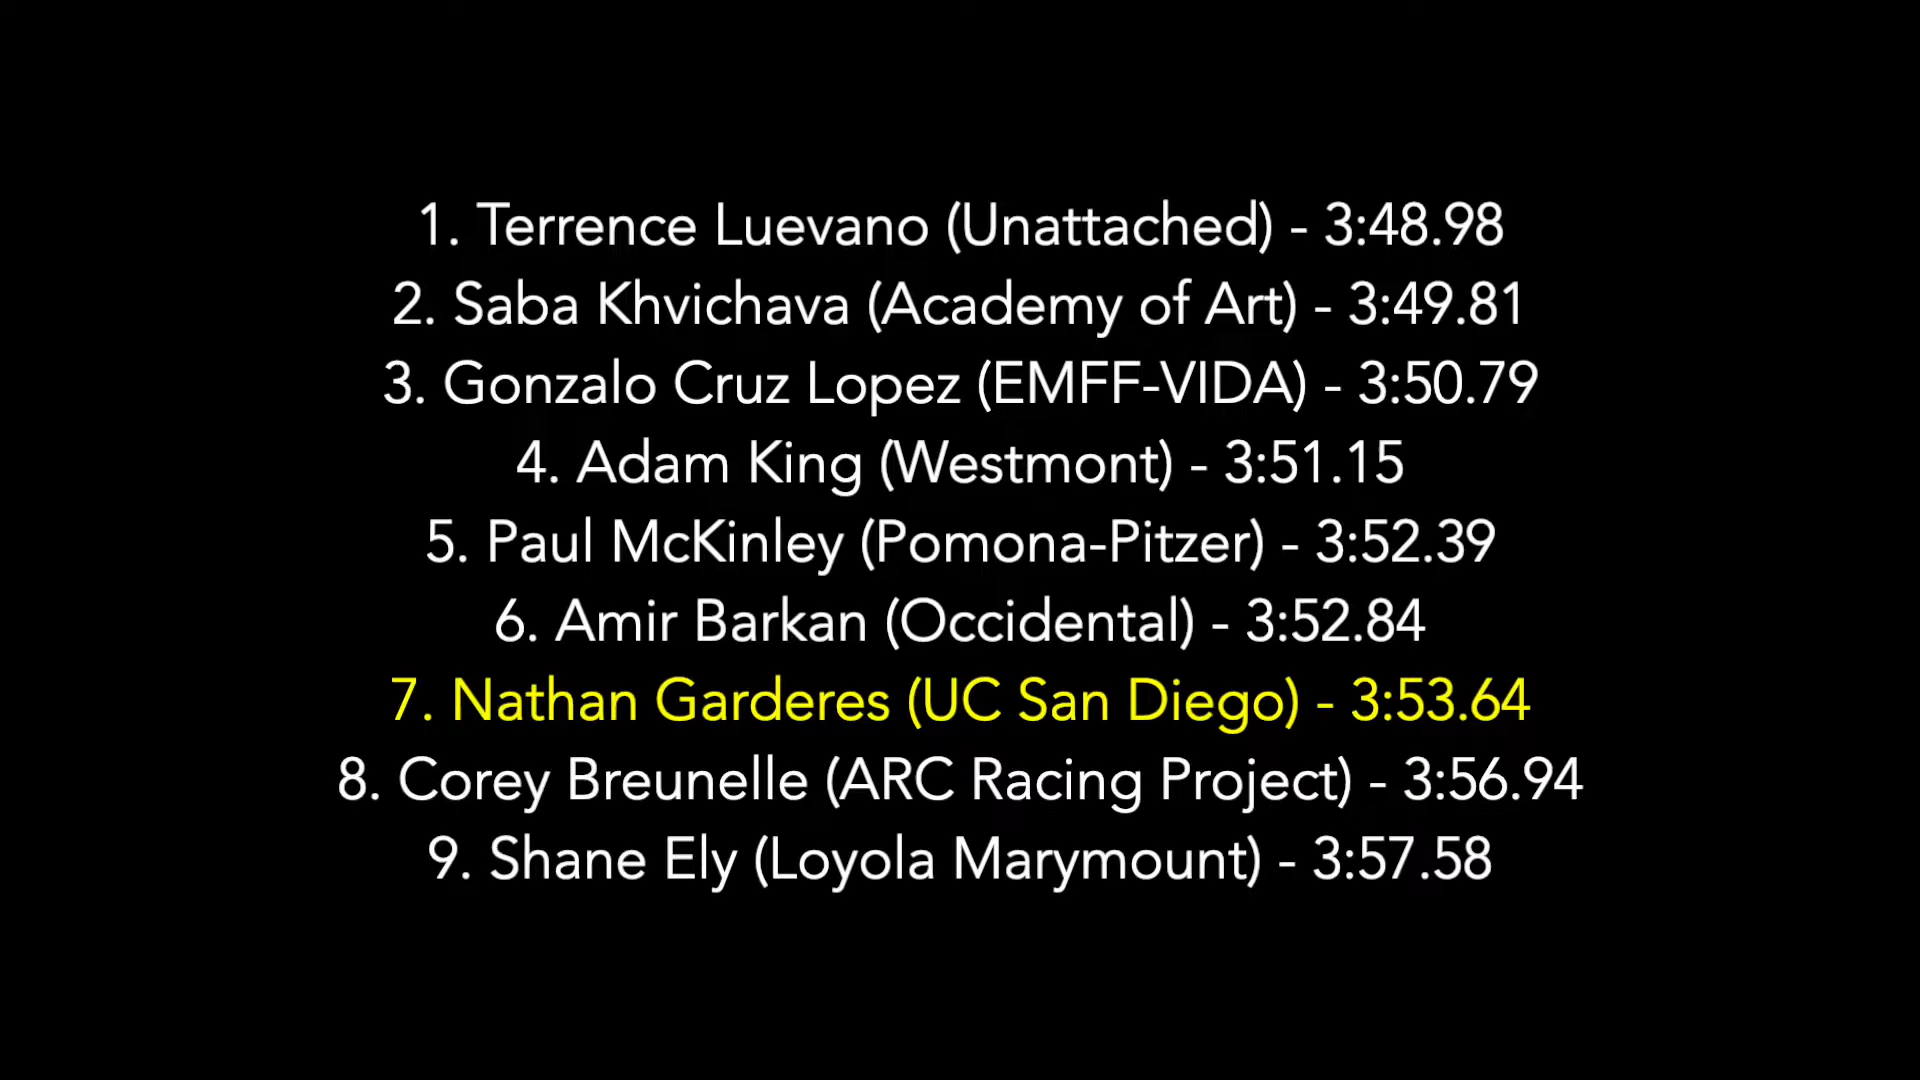 1. Terrence Luevano (Unattached) - 3:48.98
2. Saba Khvichava (Academy of Art) - 3:49.81
3. Gonzalo Cruz Lopez (EMFF-VIDA) - 3:50.79
4. Adam King (Westmont) - 3:51.15
5. Paul McKinley (Pomona-Pitzer) - 3:52.39
6. Amir Barkan (Occidental) - 3:52.84
7. Nathan Garderes (UC San Diego) - 3:53.64
8. Corey Breunelle (ARC Racing Project) - 3:56.94
9. Shane Ely (Loyola Marymount) - 3:57.58